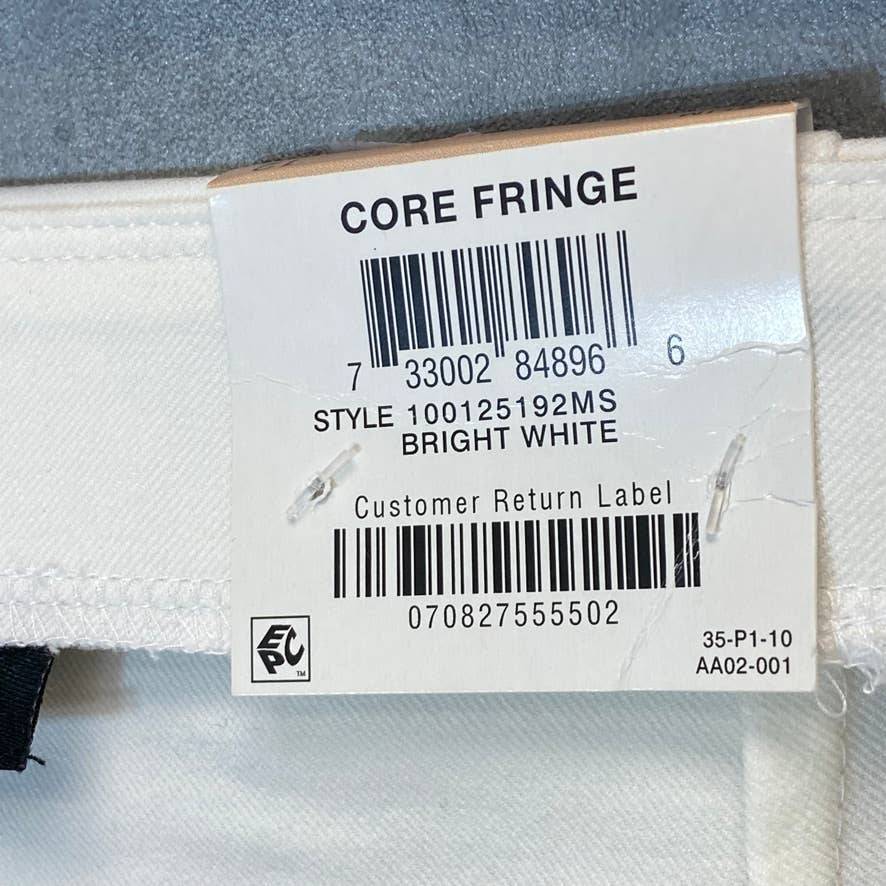 CORE FRINGE
7 33002 84896 6
STYLE 100125192MS
BRIGHT WHITE
Customer Return Label
070827555502
EPC TM
35-P1-10
AA02-001